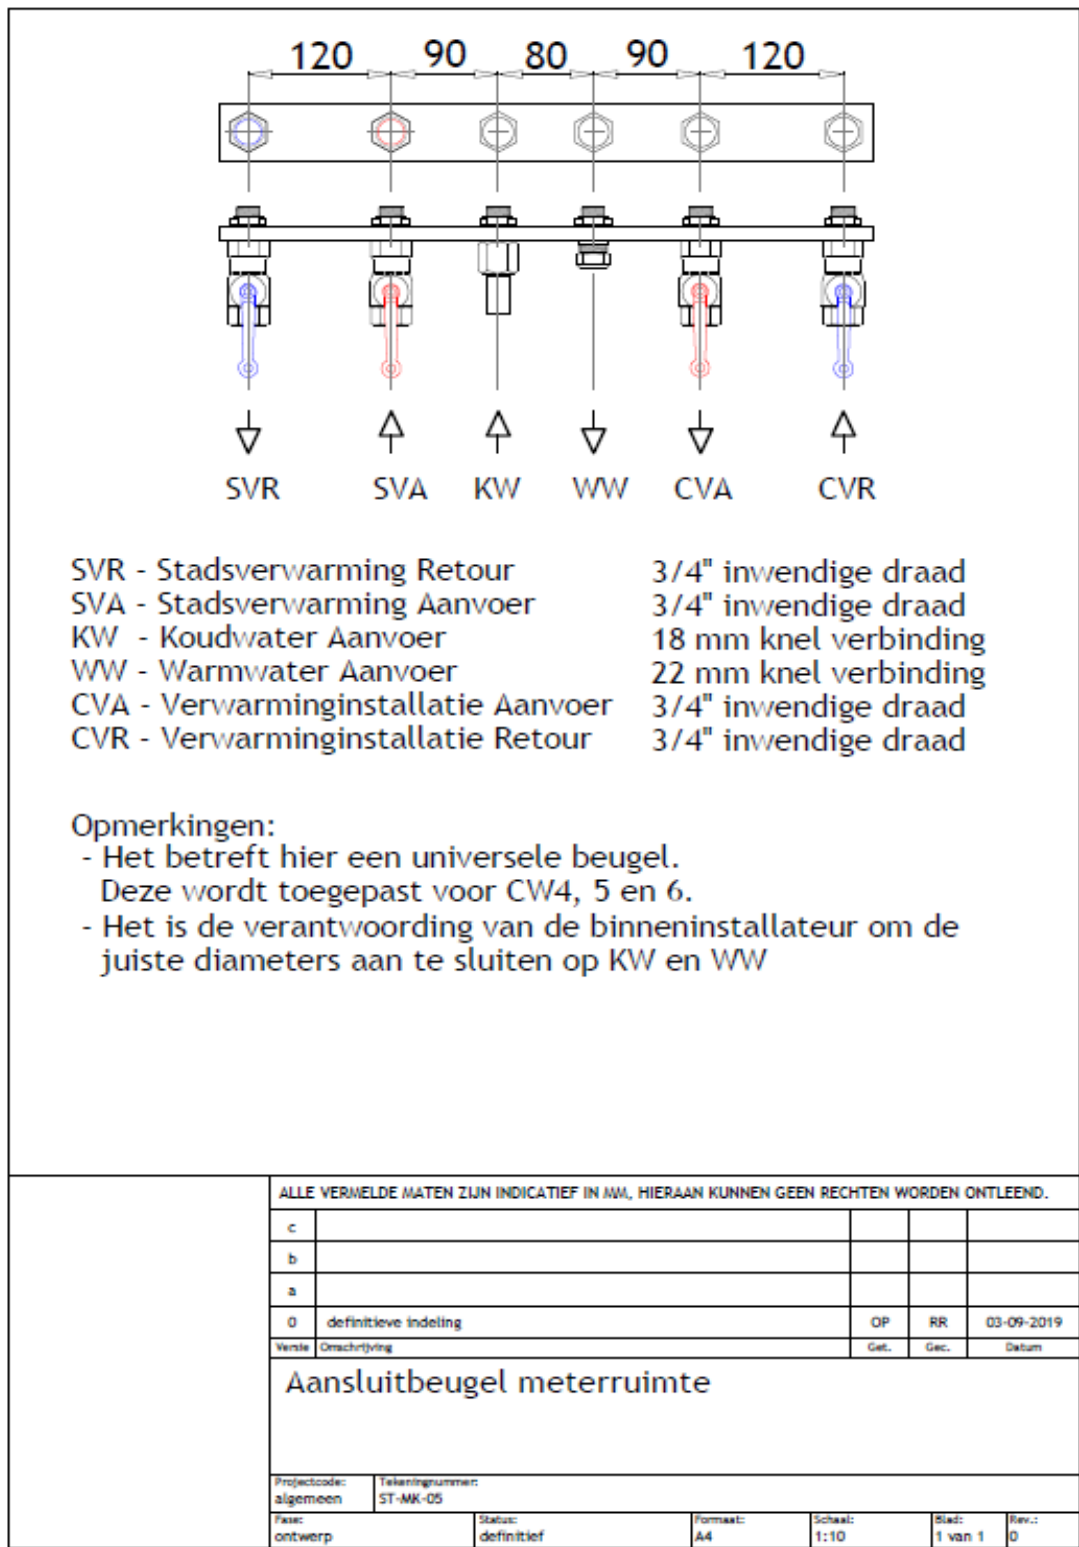 120 90 80 90 120
SVR SVA KW WW CVA CVR
SVR - Stadsverwarming Retour 3/4" inwendige draad
SVA - Stadsverwarming Aanvoer 3/4" inwendige draad
KW - Koudwater Aanvoer 18 mm knel verbinding
WW - Warmwater Aanvoer 22 mm knel verbinding
CVA - Verwarminginstallatie Aanvoer 3/4" inwendige draad
CVR - Verwarminginstallatie Retour 3/4" inwendige draad
Opmerkingen:
- Het betreft hier een universele beugel.
Deze wordt toegepast voor CW4, 5 en 6.
- Het is de verantwoording van de binneninstallateur om de
juiste diameters aan te sluiten op KW en WW
ALLE VERMELDE MATEN ZIJN INDICATIEF IN MM, HIERAAN KUNNEN GEEN RECHTEN WORDEN ONTLEEND.
c
b
a
0 definitieve indeling OP RR 03-09-2019
Versie Omschrijving Get. Gec. Datum
Aansluitbeugel meterruimte
Projectcode: Tekeningnummer:
algemeen ST-MK-05
Fase: Status: Formaat: Schaal: Blad: Rev.:
ontwerp definitief A4 1:10 1 van 1 0